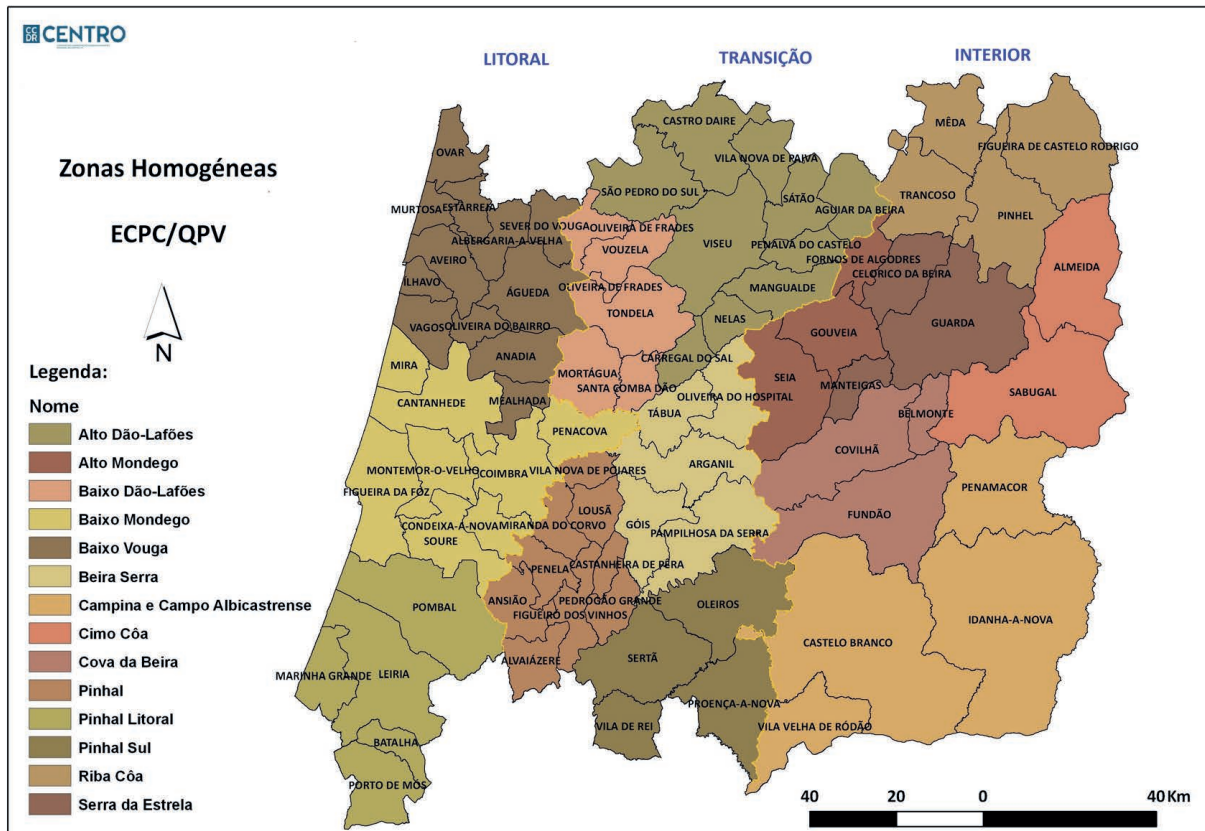 CCDR CENTRO
LITORAL
TRANSIÇÃO
INTERIOR
Zonas Homogéneas
ECPC/QPV
N
Legenda:
Nome
Alto Dão-Lafões
Alto Mondego
Baixo Dão-Lafões
Baixo Mondego
Baixo Vouga
Beira Serra
Campina e Campo Albicastrense
Cimo Côa
Cova da Beira
Pinhal
Pinhal Litoral
Pinhal Sul
Riba Côa
Serra da Estrela
CASTRO DAIRE
MÊDA
FIGUEIRA DE CASTELO RODRIGO
OVAR
VILA NOVA DE PAIVA
SÃO PEDRO DO SUL
SÁTÃO
TRANCOSO
MURTOSA
ESTARREJA
AGUIAR DA BEIRA
PINHEL
SEVER DO VOUGA
OLIVEIRA DE FRADES
ALBERGARIA-A-VELHA
VISEU
PENALVA DO CASTELO
VOUZELA
AVEIRO
FORNOS DE ALGODRES
ALMEIDA
CELORICO DA BEIRA
ÍLHAVO
ÁGUEDA
OLIVEIRA DE FRADES
MANGUALDE
TONDELA
NELAS
GUARDA
VAGOS
OLIVEIRA DO BAIRRO
GOUVEIA
ANADIA
CARREGAL DO SAL
MIRA
MORTÁGUA
SEIA
MANTEIGAS
SANTA COMBA DÃO
SABUGAL
CANTANHEDE
MEALHADA
OLIVEIRA DO HOSPITAL
TÁBUA
BELMONTE
PENACOVA
COVILHÃ
ARGANIL
MONTEMOR-O-VELHO
COIMBRA
VILA NOVA DE POIARES
PENAMACOR
FIGUEIRA DA FÓZ
LOUSÃ
FUNDÃO
CONDEIXA-A-NOVA
MIRANDA DO CORVO
GÓIS
PAMPILHOSA DA SERRA
SOURE
PENELA
CASTANHEIRA DE PÊRA
ANSIÃO
PEDROGÃO GRANDE
OLEIROS
POMBAL
FIGUEIRÓ DOS VINHOS
IDANHA-A-NOVA
CASTELO BRANCO
ALVAIÁZERE
SERTÃ
MARINHA GRANDE
LEIRIA
PROENÇA-A-NOVA
VILA DE REI
VILA VELHA DE RÓDÃO
BATALHA
PORTO DE MÓS
40 20 0 40 Km